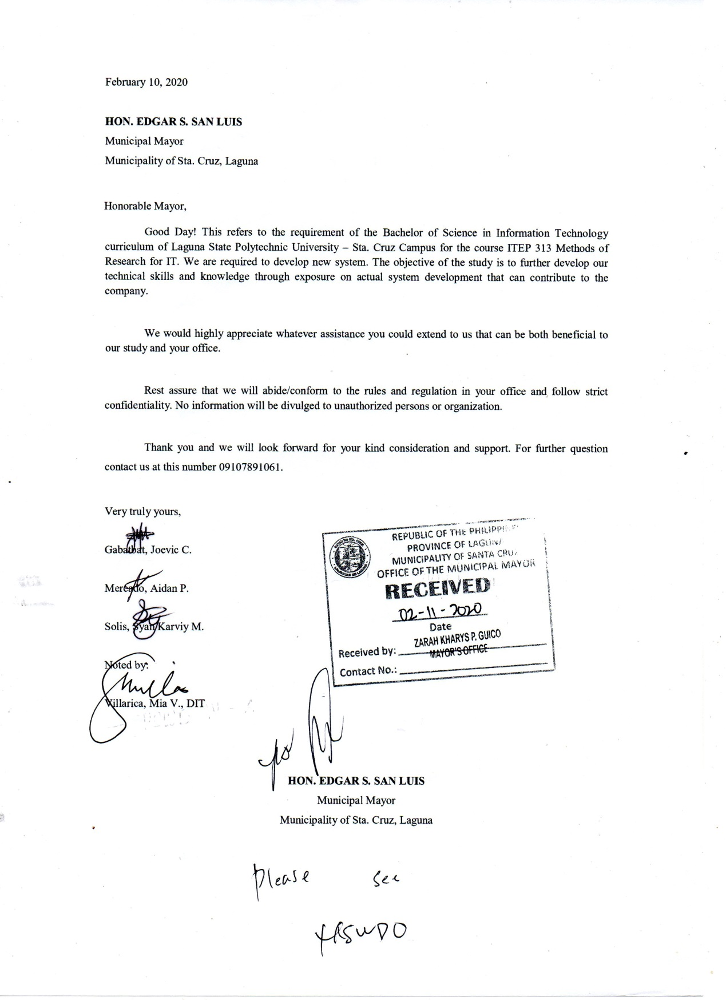 February 10, 2020
HON. EDGAR S. SAN LUIS
Municipal Mayor
Municipality of Sta. Cruz, Laguna
Honorable Mayor,
Good Day! This refers to the requirement of the Bachelor of Science in Information Technology
curriculum of Laguna State Polytechnic University – Sta. Cruz Campus for the course ITEP 313 Methods of
Research for IT. We are required to develop new system. The objective of the study is to further develop our
technical skills and knowledge through exposure on actual system development that can contribute to the
company.
We would highly appreciate whatever assistance you could extend to us that can be both beneficial to
our study and your office.
Rest assure that we will abide/conform to the rules and regulation in your office and follow strict
confidentiality. No information will be divulged to unauthorized persons or organization.
Thank you and we will look forward for your kind consideration and support. For further question
contact us at this number 09107891061.
Very truly yours,
Gabatbat, Joevic C.
Mercado, Aidan P.
Solis, Ryan Karviy M.
Noted by:
Villarica, Mia V., DIT
REPUBLIC OF THE PHILIPPINES
PROVINCE OF LAGUNA
MUNICIPALITY OF SANTA CRUZ
OFFICE OF THE MUNICIPAL MAYOR
RECEIVED
02-11-2020
Date
ZARAH KHARYS P. GUICO
Received by: MAYOR'S OFFICE
Contact No.:
HON. EDGAR S. SAN LUIS
Municipal Mayor
Municipality of Sta. Cruz, Laguna
Please see